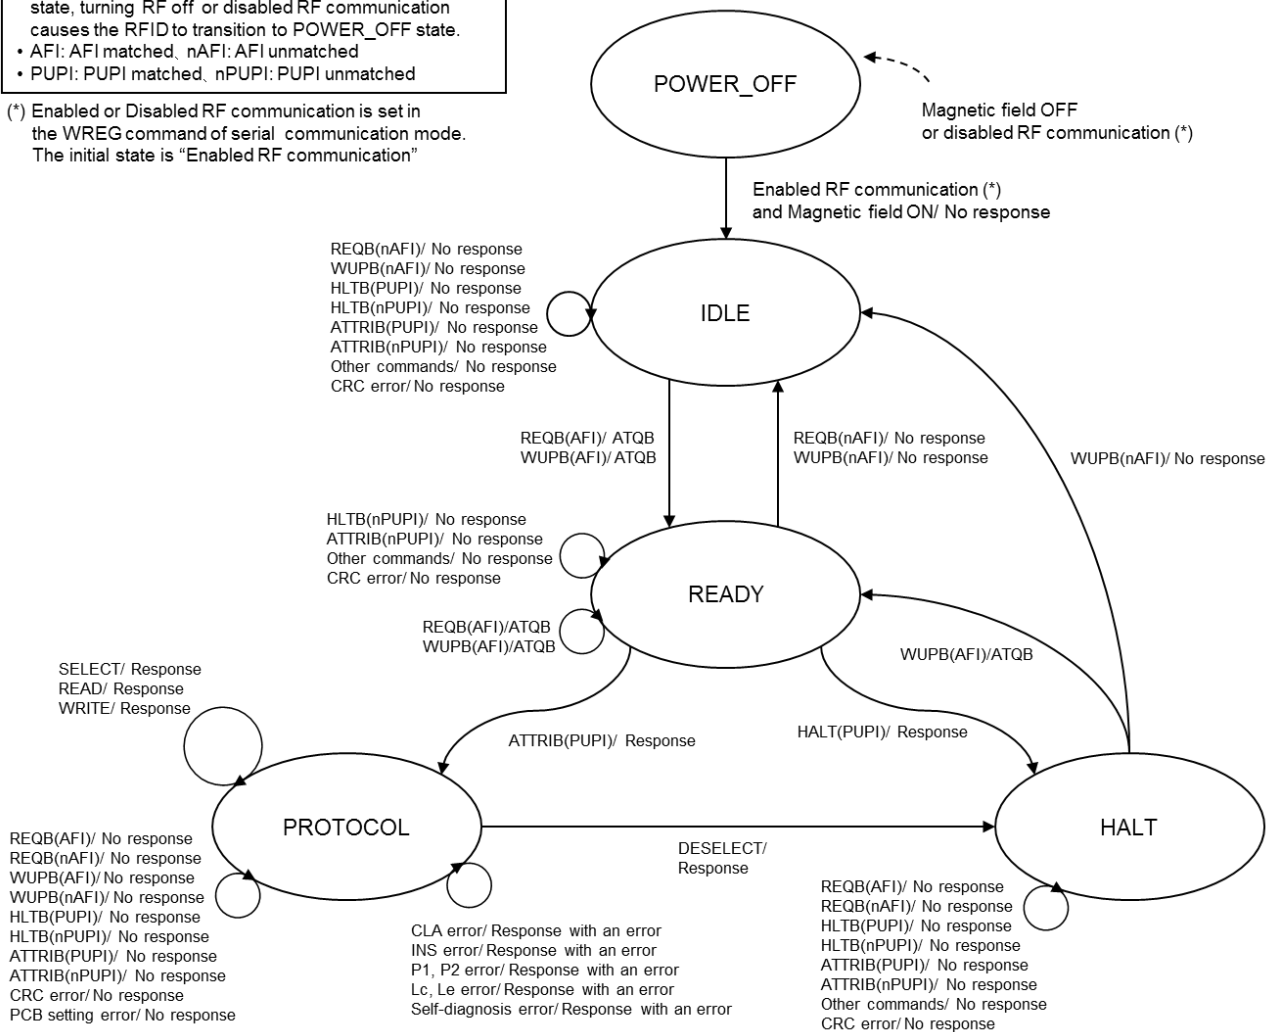 state, turning RF off or disabled RF communication
causes the RFID to transition to POWER_OFF state.
• AFI: AFI matched、nAFI: AFI unmatched
• PUPI: PUPI matched、nPUPI: PUPI unmatched
(*) Enabled or Disabled RF communication is set in
the WREG command of serial communication mode.
The initial state is “Enabled RF communication”
POWER_OFF
Magnetic field OFF
or disabled RF communication (*)
Enabled RF communication (*)
and Magnetic field ON/ No response
REQB(nAFI)/ No response
WUPB(nAFI)/ No response
HLTB(PUPI)/ No response
HLTB(nPUPI)/ No response
ATTRIB(PUPI)/ No response
ATTRIB(nPUPI)/ No response
Other commands/ No response
CRC error/ No response
IDLE
REQB(AFI)/ ATQB
WUPB(AFI)/ ATQB
REQB(nAFI)/ No response
WUPB(nAFI)/ No response
WUPB(nAFI)/ No response
HLTB(nPUPI)/ No response
ATTRIB(nPUPI)/ No response
Other commands/ No response
CRC error/ No response
READY
REQB(AFI)/ATQB
WUPB(AFI)/ATQB
WUPB(AFI)/ATQB
SELECT/ Response
READ/ Response
WRITE/ Response
ATTRIB(PUPI)/ Response
HALT(PUPI)/ Response
PROTOCOL
HALT
DESELECT/
Response
REQB(AFI)/ No response
REQB(nAFI)/ No response
WUPB(AFI)/ No response
WUPB(nAFI)/ No response
HLTB(PUPI)/ No response
HLTB(nPUPI)/ No response
ATTRIB(PUPI)/ No response
ATTRIB(nPUPI)/ No response
CRC error/ No response
PCB setting error/ No response
CLA error/ Response with an error
INS error/ Response with an error
P1, P2 error/ Response with an error
Lc, Le error/ Response with an error
Self-diagnosis error/ Response with an error
REQB(AFI)/ No response
REQB(nAFI)/ No response
HLTB(PUPI)/ No response
HLTB(nPUPI)/ No response
ATTRIB(PUPI)/ No response
ATTRIB(nPUPI)/ No response
Other commands/ No response
CRC error/ No response